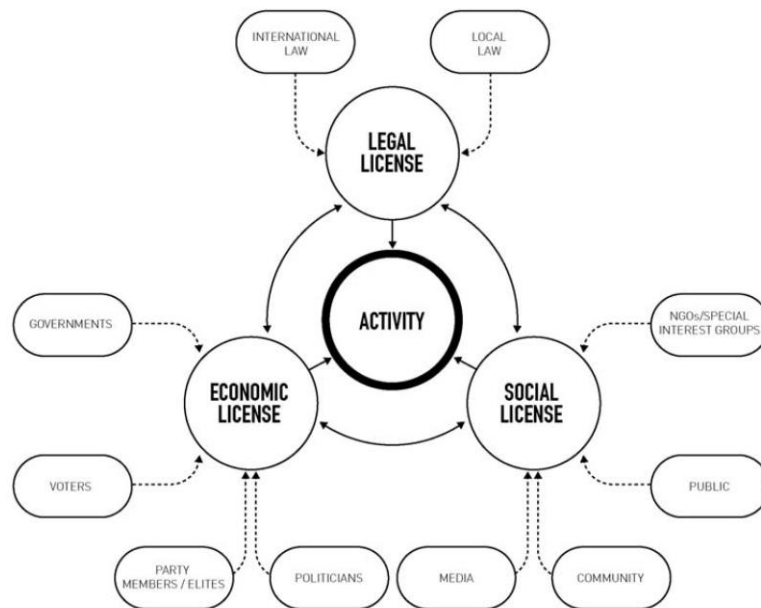 INTERNATIONAL
LAW
LOCAL
LAW
LEGAL
LICENSE
ACTIVITY
GOVERNMENTS
NGOs/SPECIAL
INTEREST GROUPS
ECONOMIC
LICENSE
SOCIAL
LICENSE
VOTERS
PUBLIC
PARTY
MEMBERS / ELITES
POLITICIANS
MEDIA
COMMUNITY